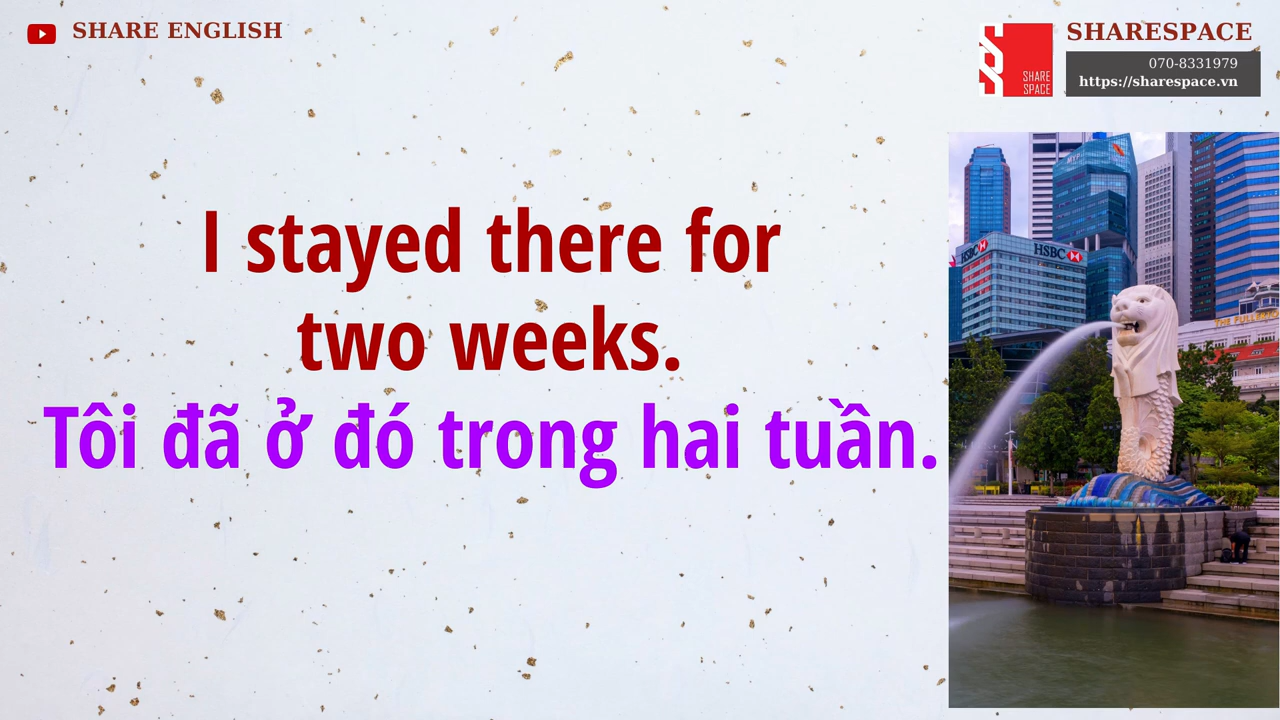 SHARE ENGLISH
SHARESPACE
070-8331979
https://sharespace.vn
SHARE
SPACE
I stayed there for
two weeks.
Tôi đã ở đó trong hai tuần.
HSBC
HSBC